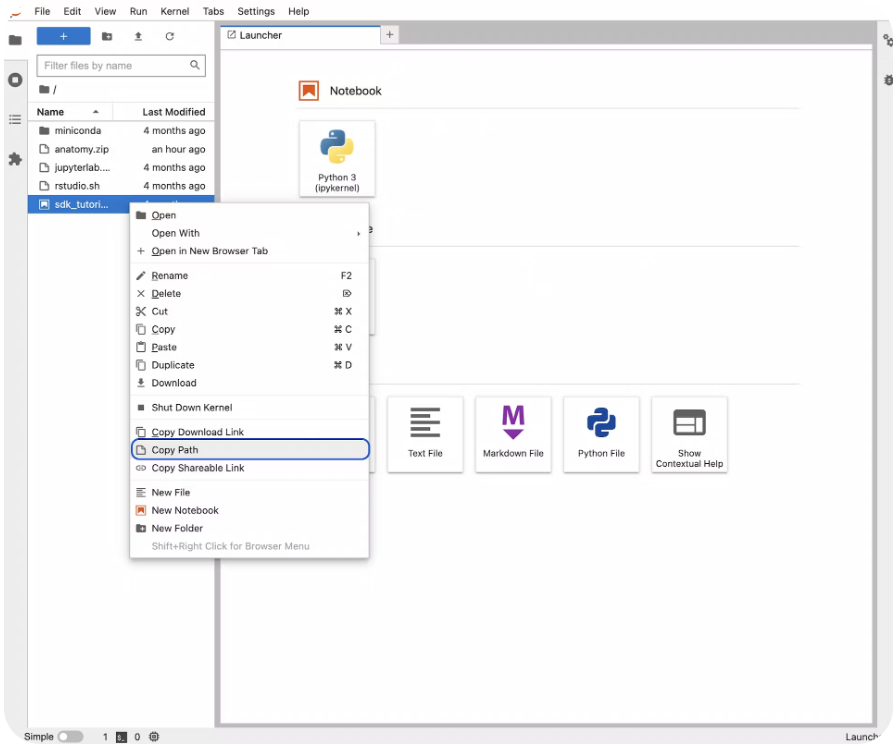 File Edit View Run Kernel Tabs Settings Help
+
Launcher
+
Filter files by name
/
Name Last Modified
miniconda 4 months ago
anatomy.zip an hour ago
jupyterlab.... 4 months ago
rstudio.sh 4 months ago
sdk_tutori...
Notebook
Python 3
(ipykernel)
Open
Open With
Open in New Browser Tab
Rename F2
Delete
Cut ⌘ X
Copy ⌘ C
Paste ⌘ V
Duplicate ⌘ D
Download
Shut Down Kernel
Copy Download Link
Copy Path
Copy Shareable Link
New File
New Notebook
New Folder
Shift+Right Click for Browser Menu
Text File
M
Markdown File
Python File
Show
Contextual Help
Simple 1 0
Launch